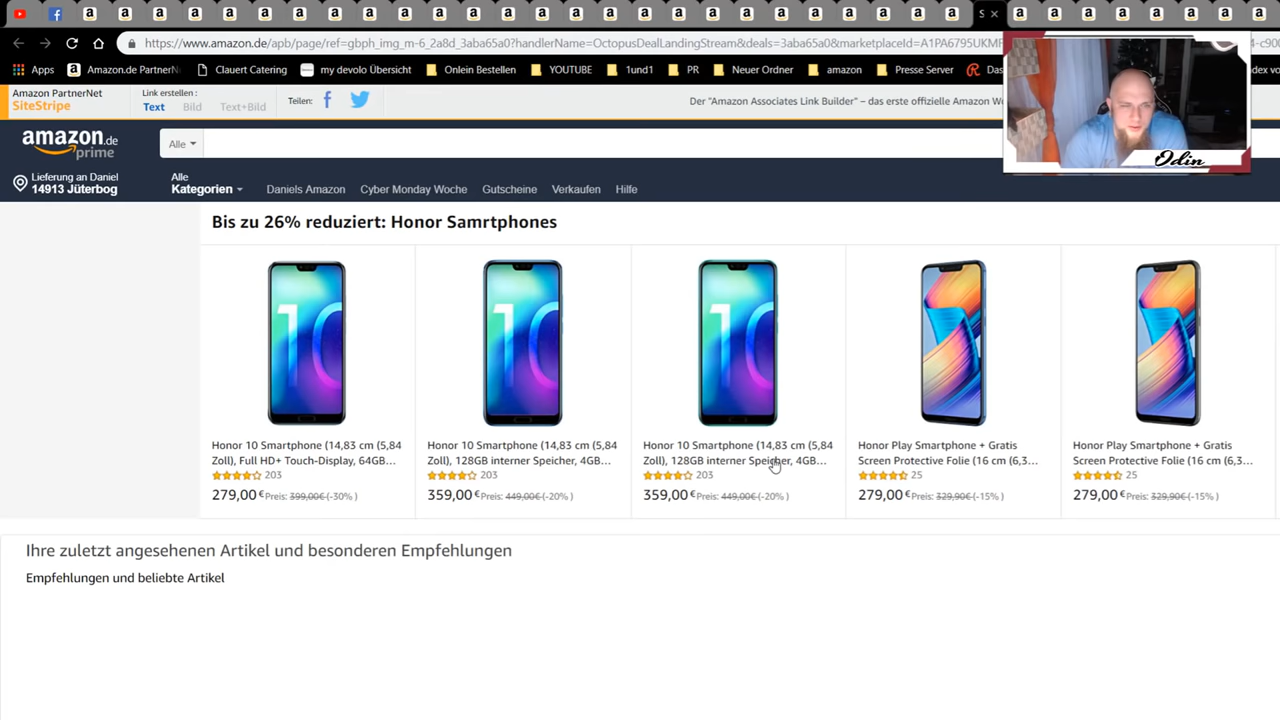 S
https://www.amazon.de/apb/page/ref=gbph_img_m-6_2a8d_3aba65a0?handlerName=OctopusDealLandingStream&deals=3aba65a0&marketplaceId=A1PA6795UKMF
Apps Amazon.de PartnerN Clauert Catering my devolo Übersicht Onlein Bestellen YOUTUBE 1und1 PR Neuer Ordner amazon Presse Server Das
Amazon PartnerNet
SiteStripe
Link erstellen:
Text Bild Text+Bild
Teilen:
Der "Amazon Associates Link Builder" – das erste offizielle Amazon
Odin
amazon.de
prime
Alle
Lieferung an Daniel
14913 Jüterbog
Alle
Kategorien
Daniels Amazon Cyber Monday Woche Gutscheine Verkaufen Hilfe
Bis zu 26% reduziert: Honor Samrtphones
10 10 10
Honor 10 Smartphone (14,83 cm (5,84
Zoll), Full HD+ Touch-Display, 64GB...
203
279,00 € Preis: 399,00€ (-30% )
Honor 10 Smartphone (14,83 cm (5,84
Zoll), 128GB interner Speicher, 4GB...
203
359,00 € Preis: 449,00€ (-20% )
Honor 10 Smartphone (14,83 cm (5,84
Zoll), 128GB interner Speicher, 4GB...
203
359,00 € Preis: 449,00€ (-20% )
Honor Play Smartphone + Gratis
Screen Protective Folie (16 cm (6,3...
25
279,00 € Preis: 329,90€ (-15% )
Honor Play Smartphone + Gratis
Screen Protective Folie (16 cm (6,3...
25
279,00 € Preis: 329,90€ (-15% )
Ihre zuletzt angesehenen Artikel und besonderen Empfehlungen
Empfehlungen und beliebte Artikel